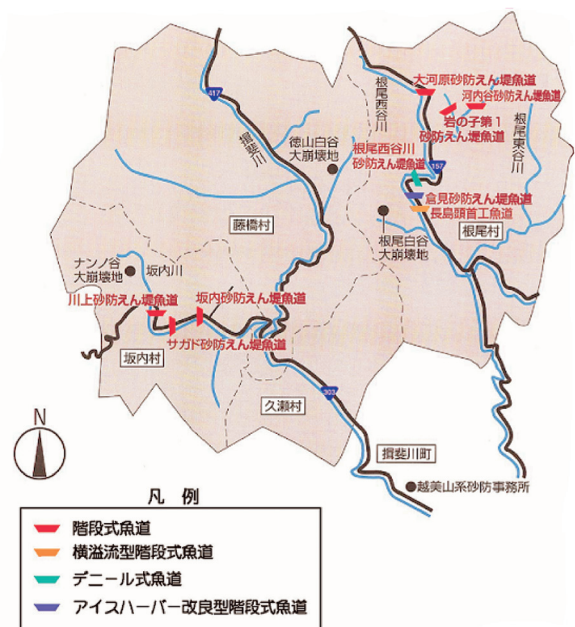 417
揖斐川
根尾西谷川
大河原砂防えん堤魚道
河内谷砂防えん堤魚道
岩の子第1
砂防えん堤魚道
根尾東谷川
徳山白谷
大崩壊地
根尾西谷川
砂防えん堤魚道
157
倉見砂防えん堤魚道
長島頭首工魚道
藤橋村
根尾村
根尾白谷
大崩壊地
ナンノ谷
大崩壊地
坂内川
川上砂防えん堤魚道
坂内砂防えん堤魚道
サガド砂防えん堤魚道
坂内村
久瀬村
303
揖斐川町
越美山系砂防事務所
N
凡 例
階段式魚道
横溢流型階段式魚道
デニール式魚道
アイスハーバー改良型階段式魚道